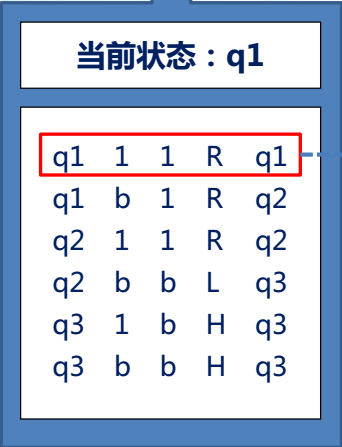 当前状态：q1
q1 1 1 R q1
q1 b 1 R q2
q2 1 1 R q2
q2 b b L q3
q3 1 b H q3
q3 b b H q3